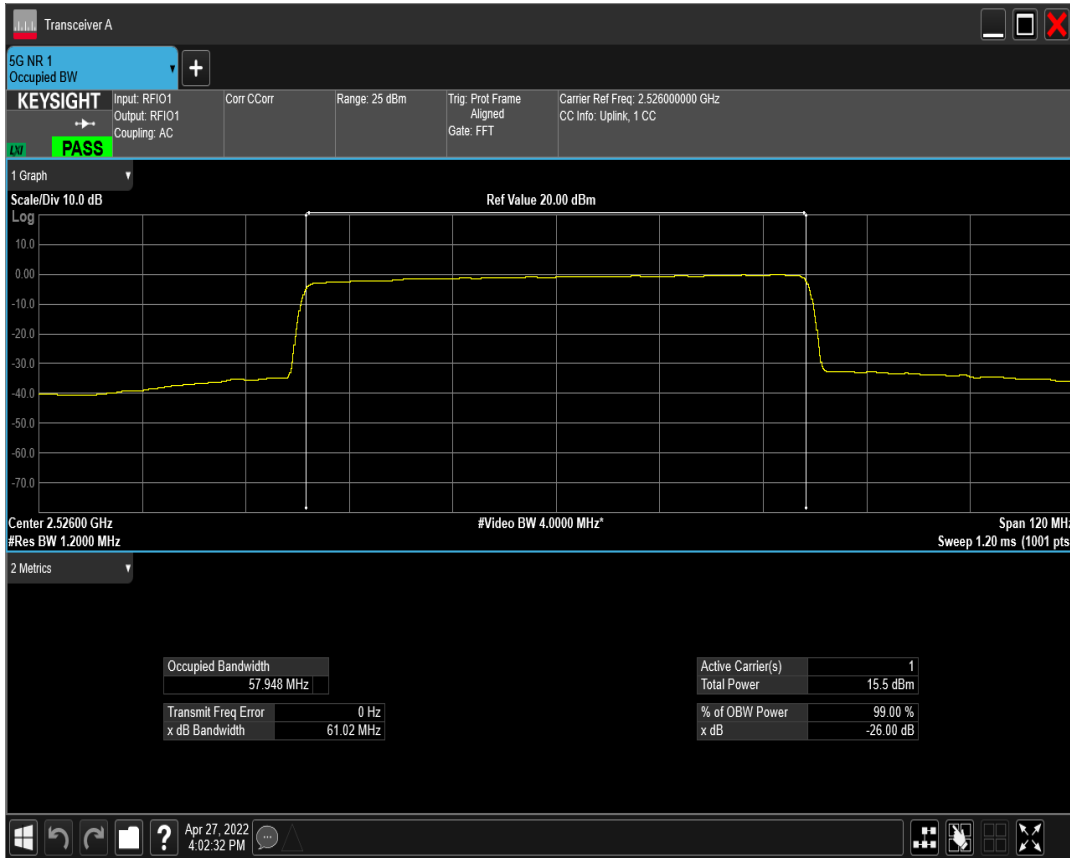 Transceiver A
5G NR 1
Occupied BW
+
KEYSIGHT
Input: RFIO1
Output: RFIO1
Coupling: AC
Corr CCorr
Range: 25 dBm
Trig: Prot Frame
Aligned
Gate: FFT
Carrier Ref Freq: 2.526000000 GHz
CC Info: Uplink, 1 CC
LXI
PASS
1 Graph
Scale/Div 10.0 dB
Ref Value 20.00 dBm
Log
10.0
0.00
-10.0
-20.0
-30.0
-40.0
-50.0
-60.0
-70.0
Center 2.52600 GHz
#Video BW 4.0000 MHz*
Span 120 MHz
#Res BW 1.2000 MHz
Sweep 1.20 ms (1001 pts
2 Metrics
Occupied Bandwidth
57.948 MHz
Transmit Freq Error 0 Hz
x dB Bandwidth 61.02 MHz
Active Carrier(s) 1
Total Power 15.5 dBm
% of OBW Power 99.00 %
x dB -26.00 dB
?
Apr 27, 2022
4:02:32 PM